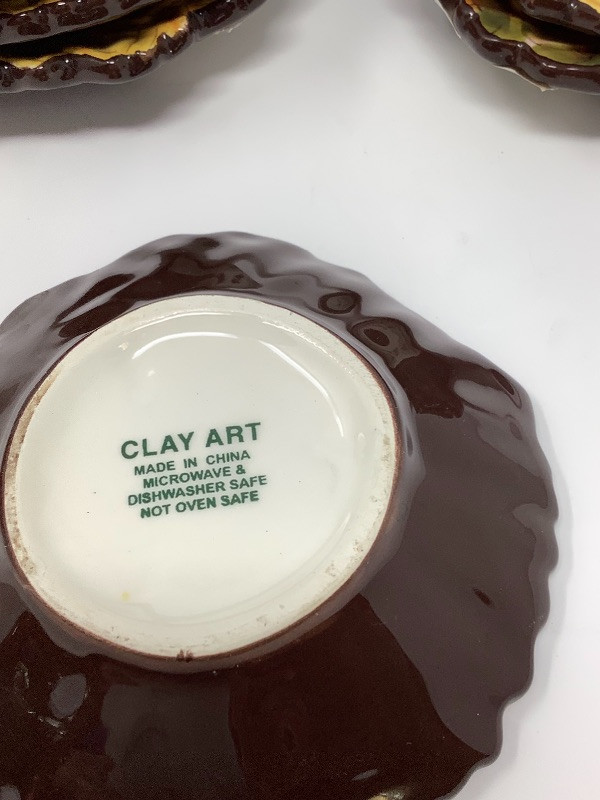 CLAY ART
MADE IN CHINA
MICROWAVE &
DISHWASHER SAFE
NOT OVEN SAFE